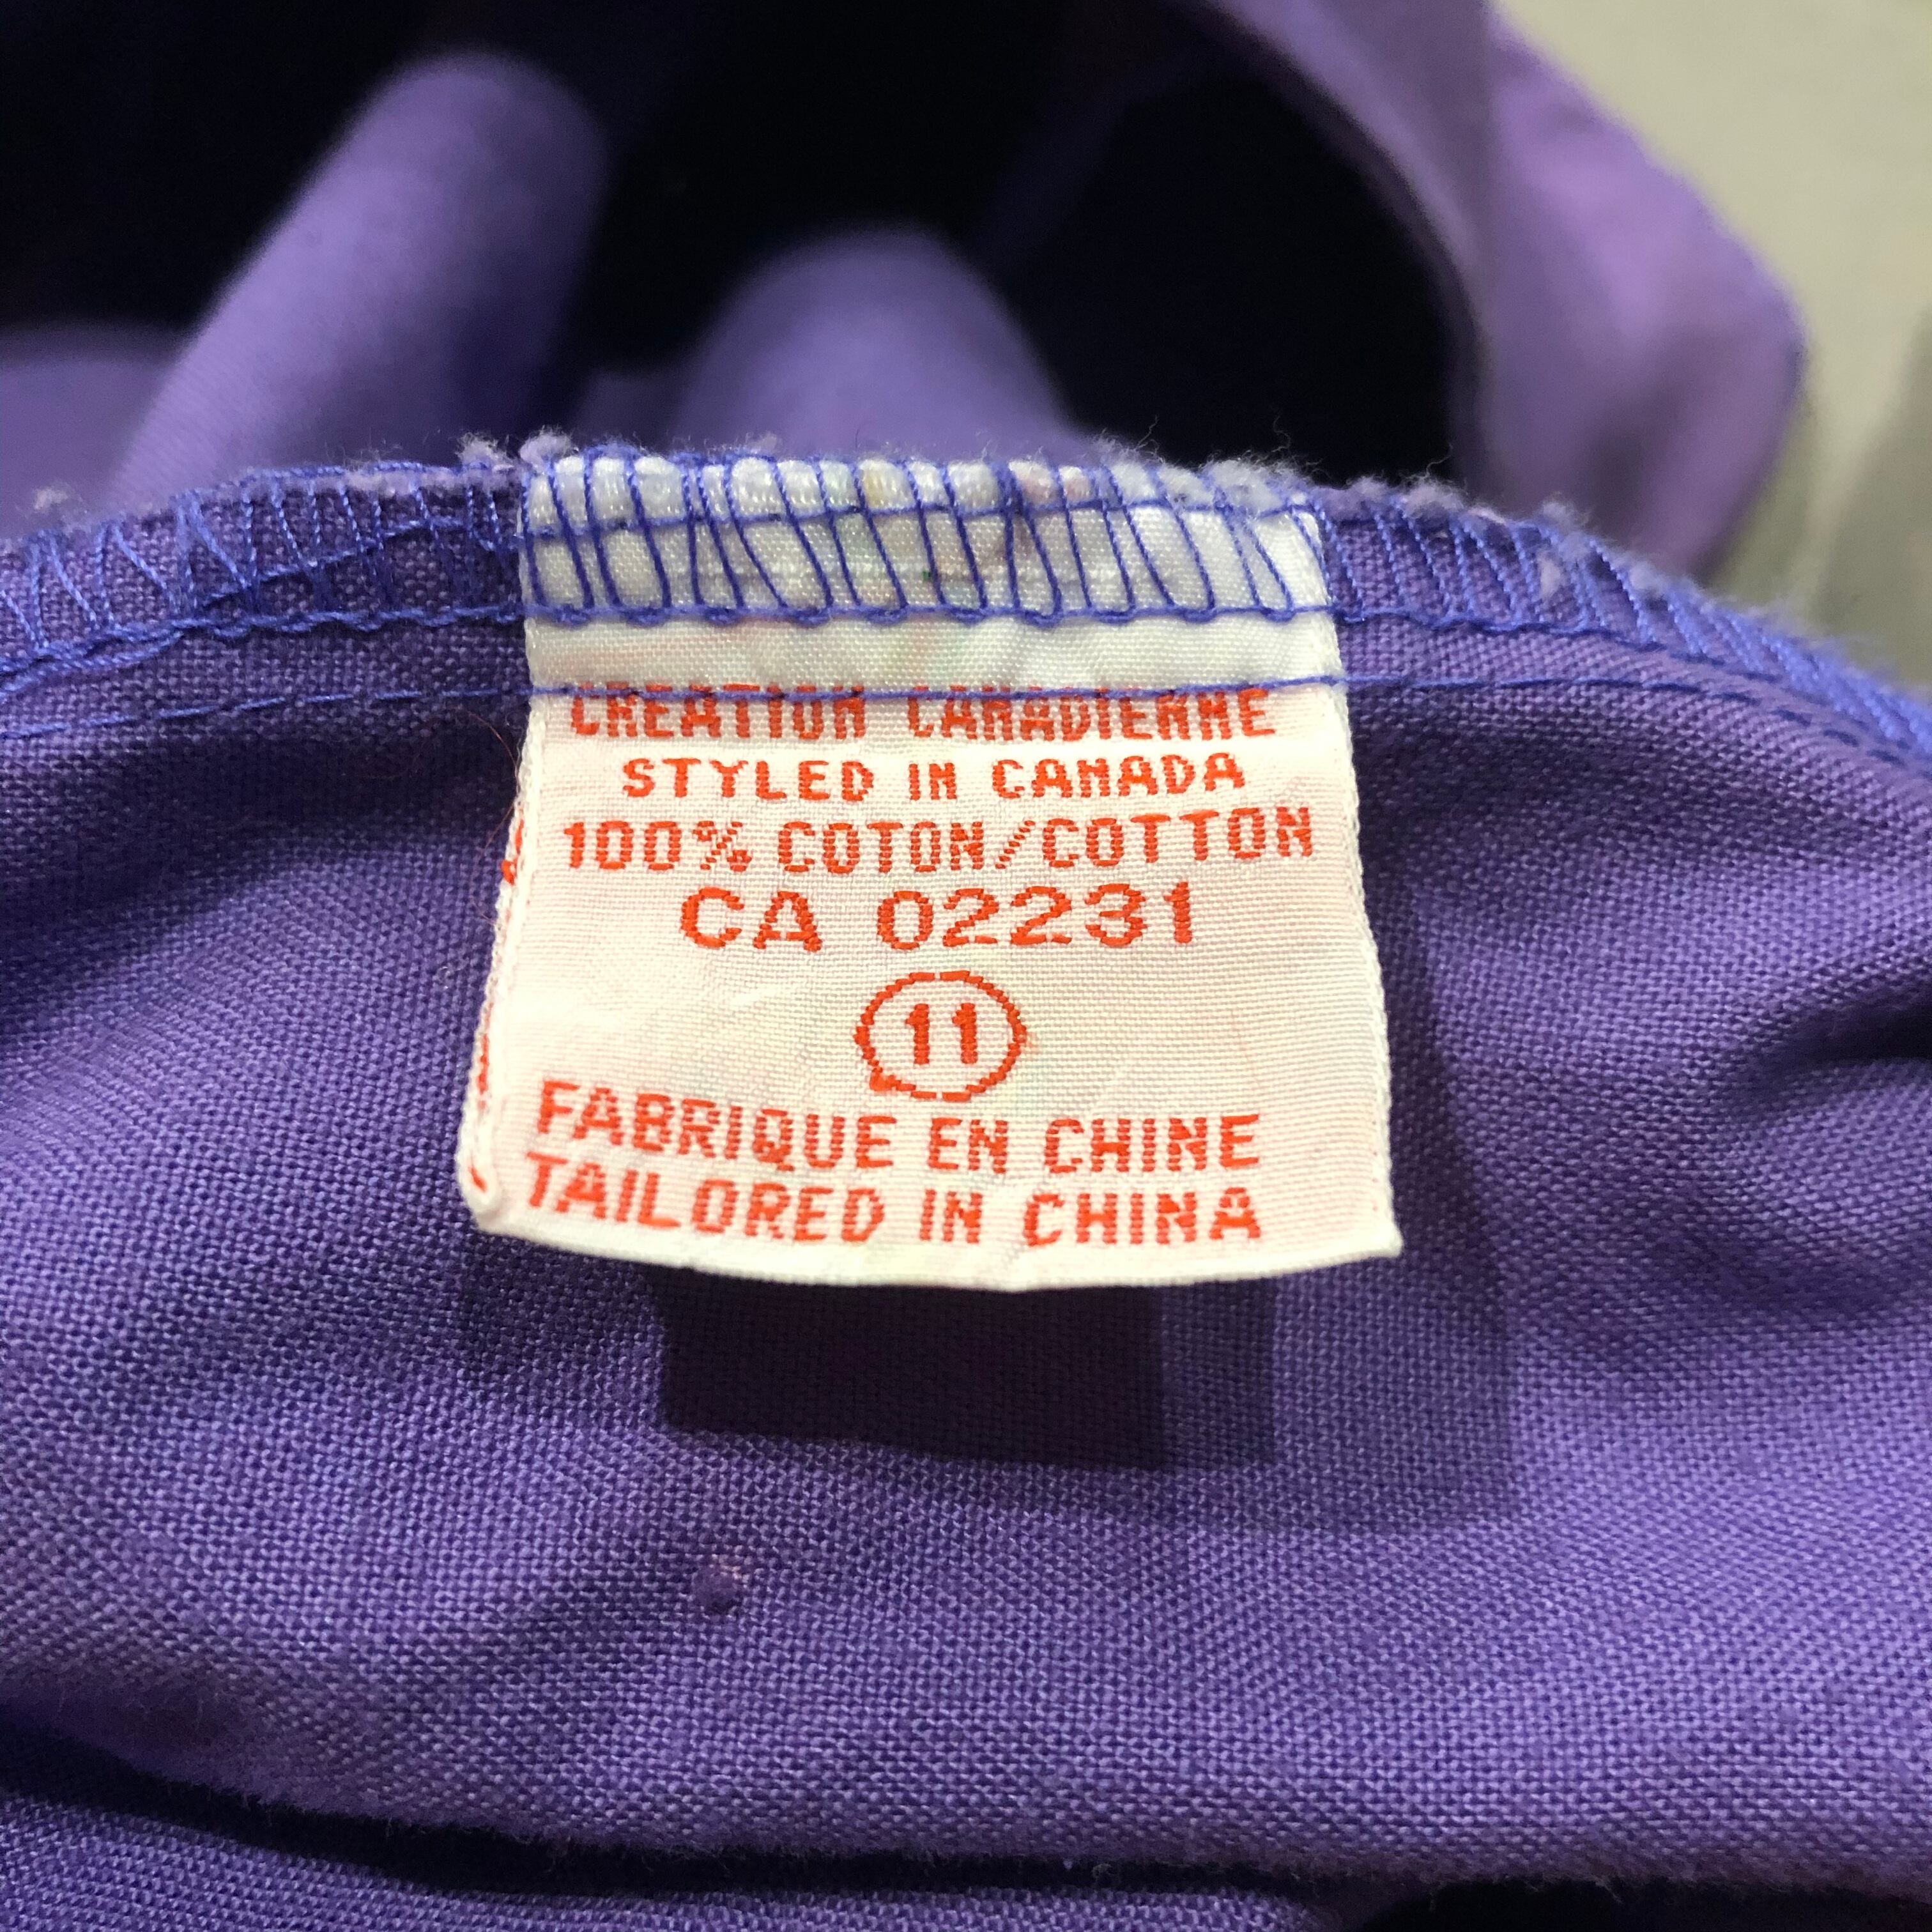 CREATION CANADIENNE
STYLED IN CANADA
100% COTON/COTTON
CA 02231
11
FABRIQUE EN CHINE
TAILORED IN CHINA